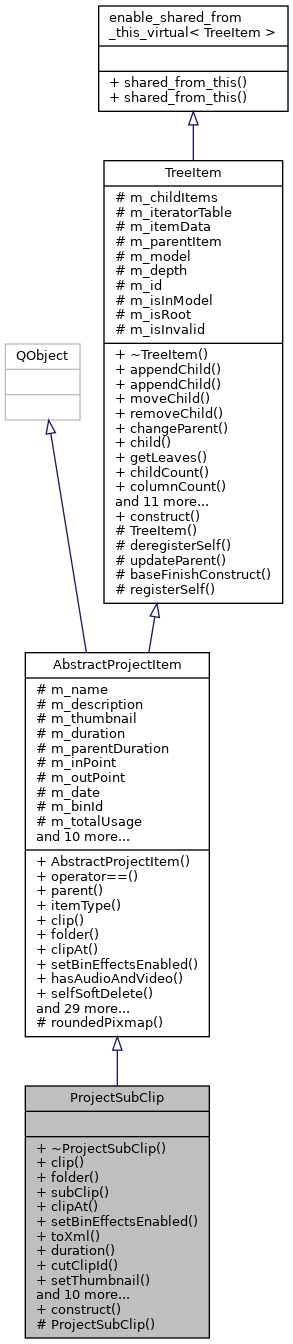 enable_shared_from
_this_virtual< TreeItem >
+ shared_from_this()
+ shared_from_this()
TreeItem
# m_childItems
# m_iteratorTable
# m_itemData
# m_parentItem
# m_model
# m_depth
# m_id
# m_isInModel
# m_isRoot
# m_isInvalid
+ ~TreeItem()
+ appendChild()
+ appendChild()
+ moveChild()
+ removeChild()
+ changeParent()
+ child()
+ getLeaves()
+ childCount()
+ columnCount()
and 11 more...
+ construct()
# TreeItem()
# deregisterSelf()
# updateParent()
# baseFinishConstruct()
# registerSelf()
QObject
AbstractProjectItem
# m_name
# m_description
# m_thumbnail
# m_duration
# m_parentDuration
# m_inPoint
# m_outPoint
# m_date
# m_binId
# m_totalUsage
and 10 more...
+ AbstractProjectItem()
+ operator==()
+ parent()
+ itemType()
+ clip()
+ folder()
+ clipAt()
+ setBinEffectsEnabled()
+ hasAudioAndVideo()
+ selfSoftDelete()
and 29 more...
# roundedPixmap()
ProjectSubClip
+ ~ProjectSubClip()
+ clip()
+ folder()
+ subClip()
+ clipAt()
+ setBinEffectsEnabled()
+ toXml()
+ duration()
+ cutClipId()
+ setThumbnail()
and 10 more...
+ construct()
# ProjectSubClip()